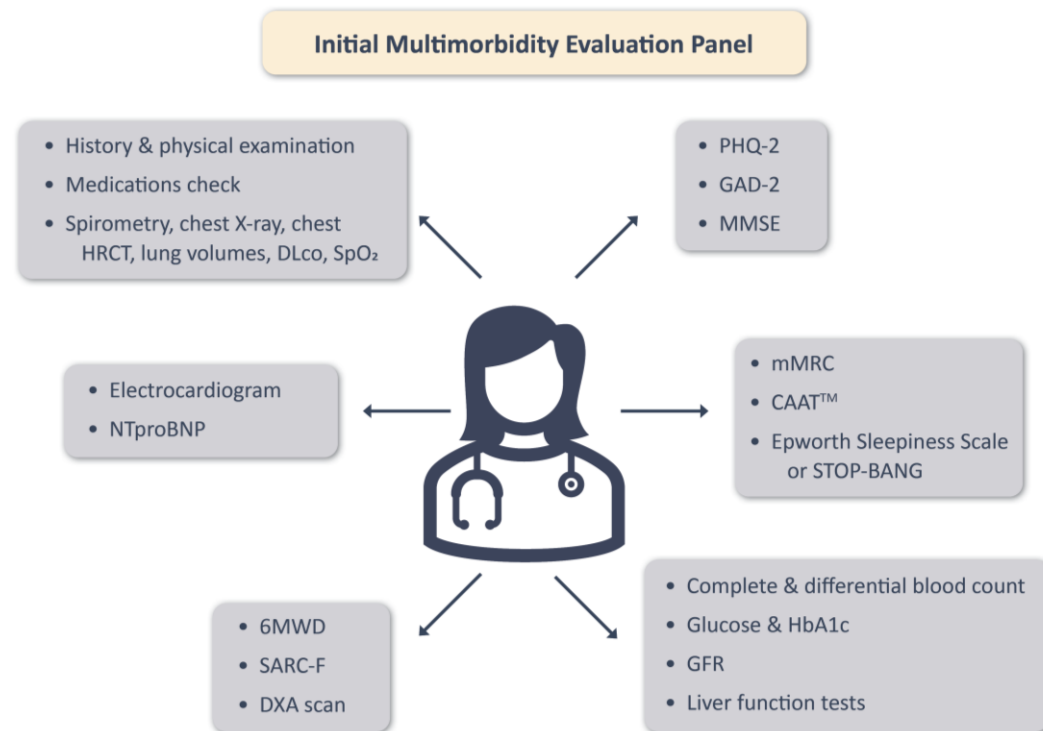 Initial Multimorbidity Evaluation Panel
• History & physical examination
• Medications check
• Spirometry, chest X-ray, chest
HRCT, lung volumes, DLco, SpO₂
• PHQ-2
• GAD-2
• MMSE
• Electrocardiogram
• NTproBNP
• mMRC
• CAAT™
• Epworth Sleepiness Scale
or STOP-BANG
• 6MWD
• SARC-F
• DXA scan
• Complete & differential blood count
• Glucose & HbA1c
• GFR
• Liver function tests